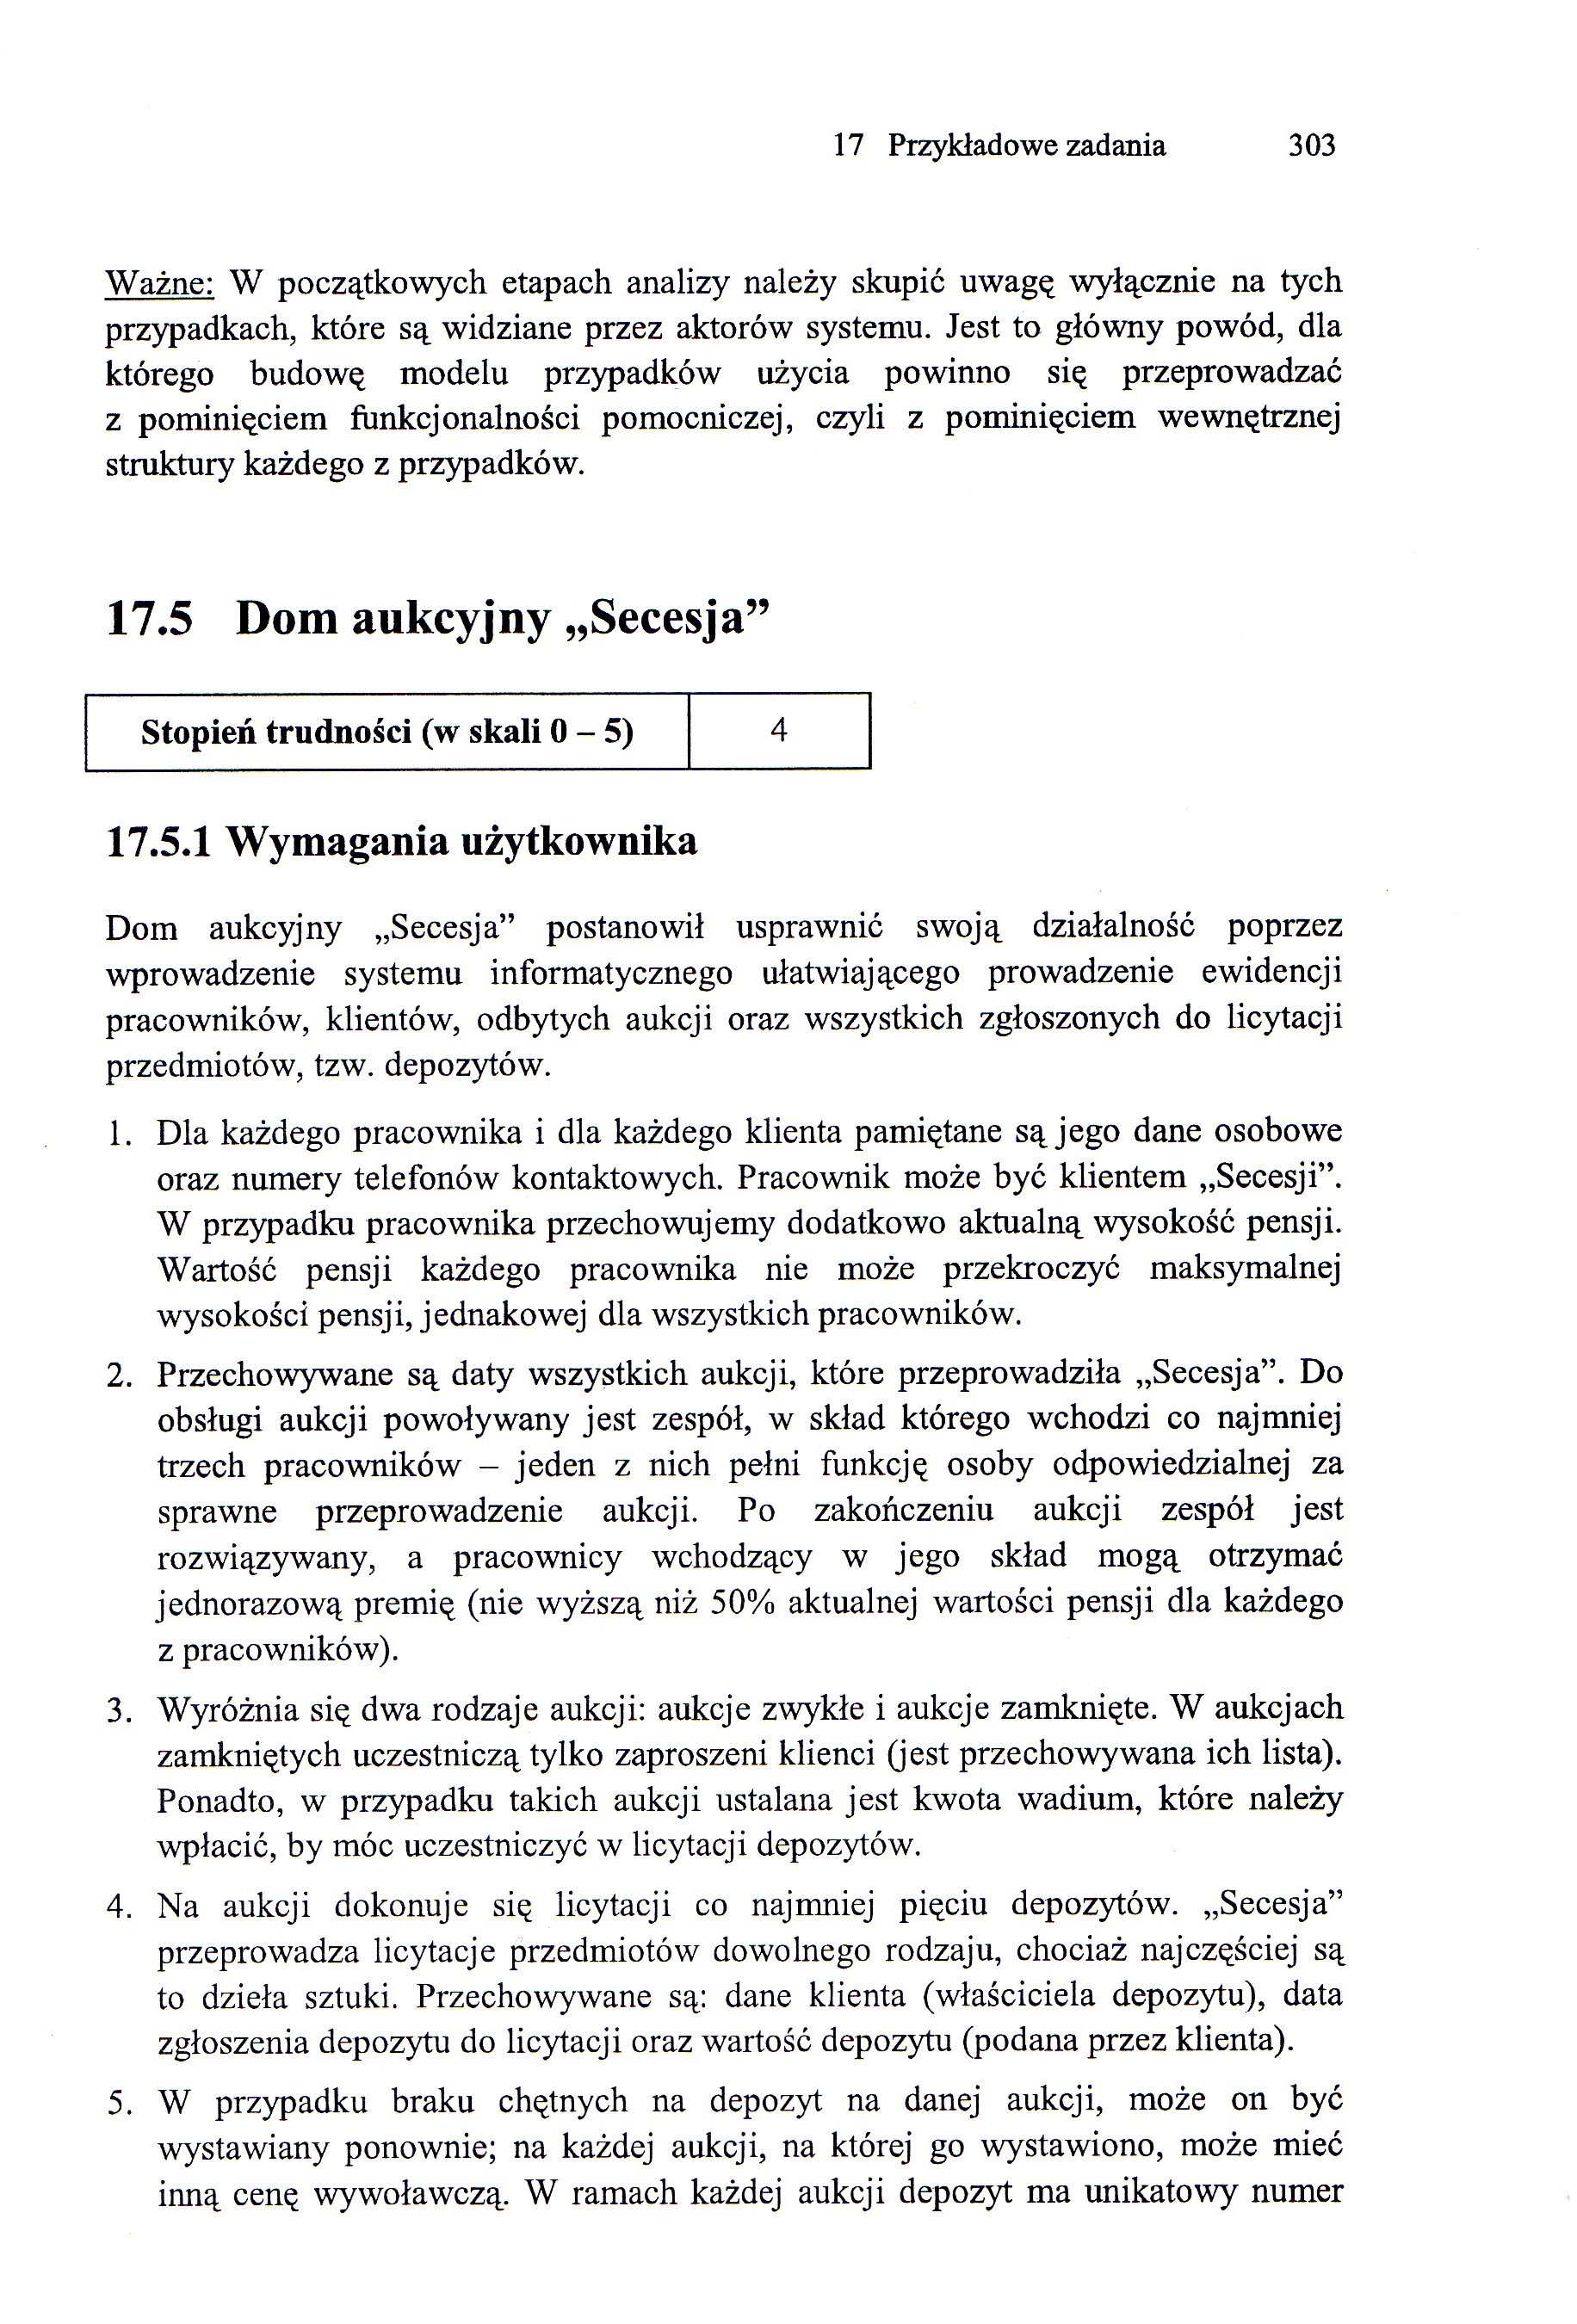 17 Przykładowe zadania 303
Ważne: W początkowych etapach analizy należy skupić uwagę wyłącznie na tych
przypadkach, które są widziane przez aktorów systemu. Jest to główny powód, dla
którego budowę modelu przypadków użycia powinno się przeprowadzać
z pominięciem funkcjonalności pomocniczej, czyli z pominięciem wewnętrznej
struktury każdego z przypadków.
17.5 Dom aukcyjny „Secesja”
Stopień trudności (w skali 0 – 5) 4
17.5.1 Wymagania użytkownika
Dom aukcyjny „Secesja” postanowił usprawnić swoją działalność poprzez
wprowadzenie systemu informatycznego ułatwiającego prowadzenie ewidencji
pracowników, klientów, odbytych aukcji oraz wszystkich zgłoszonych do licytacji
przedmiotów, tzw. depozytów.
1. Dla każdego pracownika i dla każdego klienta pamiętane są jego dane osobowe
oraz numery telefonów kontaktowych. Pracownik może być klientem „Secesji”.
W przypadku pracownika przechowujemy dodatkowo aktualną wysokość pensji.
Wartość pensji każdego pracownika nie może przekroczyć maksymalnej
wysokości pensji, jednakowej dla wszystkich pracowników.
2. Przechowywane są daty wszystkich aukcji, które przeprowadziła „Secesja”. Do
obsługi aukcji powoływany jest zespół, w skład którego wchodzi co najmniej
trzech pracowników – jeden z nich pełni funkcję osoby odpowiedzialnej za
sprawne przeprowadzenie aukcji. Po zakończeniu aukcji zespół jest
rozwiązywany, a pracownicy wchodzący w jego skład mogą otrzymać
jednorazową premię (nie wyższą niż 50% aktualnej wartości pensji dla każdego
z pracowników).
3. Wyróżnia się dwa rodzaje aukcji: aukcje zwykłe i aukcje zamknięte. W aukcjach
zamkniętych uczestniczą tylko zaproszeni klienci (jest przechowywana ich lista).
Ponadto, w przypadku takich aukcji ustalana jest kwota wadium, które należy
wpłacić, by móc uczestniczyć w licytacji depozytów.
4. Na aukcji dokonuje się licytacji co najmniej pięciu depozytów. „Secesja”
przeprowadza licytacje przedmiotów dowolnego rodzaju, chociaż najczęściej są
to dzieła sztuki. Przechowywane są: dane klienta (właściciela depozytu), data
zgłoszenia depozytu do licytacji oraz wartość depozytu (podana przez klienta).
5. W przypadku braku chętnych na depozyt na danej aukcji, może on być
wystawiany ponownie; na każdej aukcji, na której go wystawiono, może mieć
inną cenę wywoławczą. W ramach każdej aukcji depozyt ma unikatowy numer